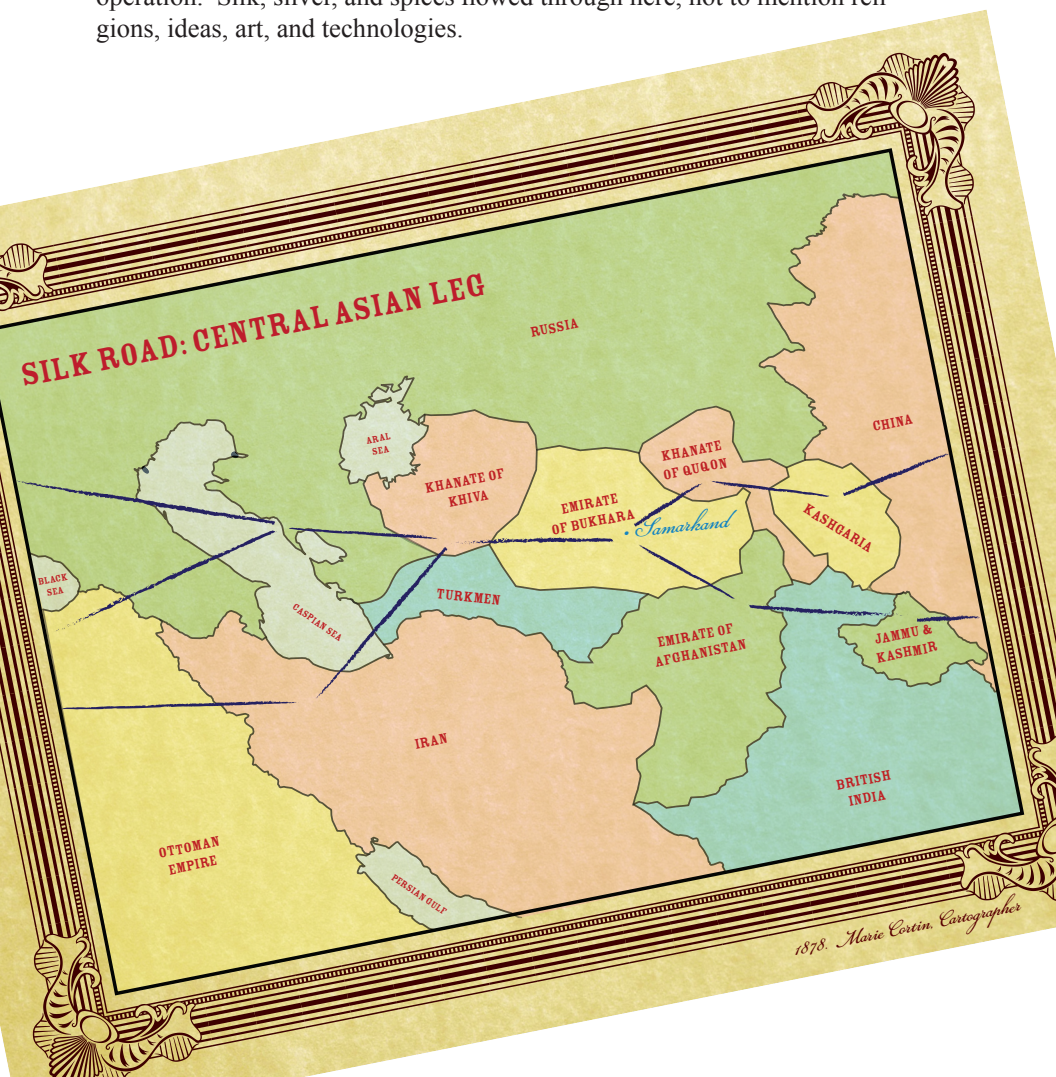 gions, ideas, art, and technologies.
SILK ROAD: CENTRAL ASIAN LEG
RUSSIA
ARAL
SEA
CHINA
KHANATE
OF QUQON
KHANATE OF
KHIVA
EMIRATE
OF BUKHARA
Samarkand
KASHGARIA
BLACK
SEA
TURKMEN
CASPIAN SEA
EMIRATE OF
AFGHANISTAN
JAMMU &
KASHMIR
IRAN
BRITISH
INDIA
OTTOMAN
EMPIRE
PERSIAN GULF
1878. Marie Cortin, Cartographer